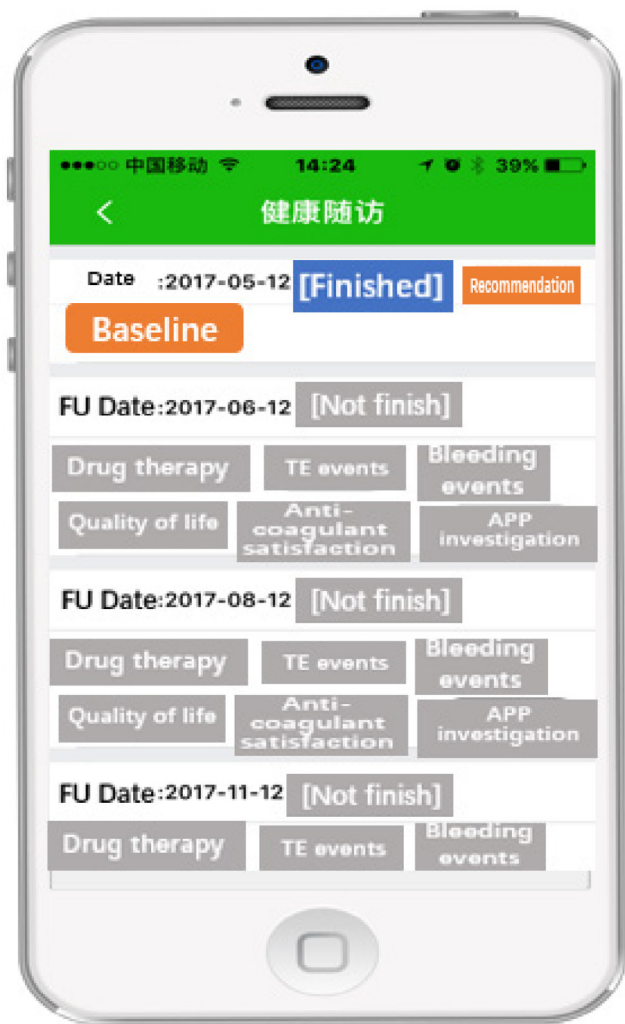 中国移动 14:24 39%
健康随访
Date :2017-05-12 [Finished] Recommendation
Baseline
FU Date:2017-06-12 [Not finish]
Drug therapy TE events Bleeding events
Quality of life Anti-coagulant satisfaction APP investigation
FU Date:2017-08-12 [Not finish]
Drug therapy TE events Bleeding events
Quality of life Anti-coagulant satisfaction APP investigation
FU Date:2017-11-12 [Not finish]
Drug therapy TE events Bleeding events